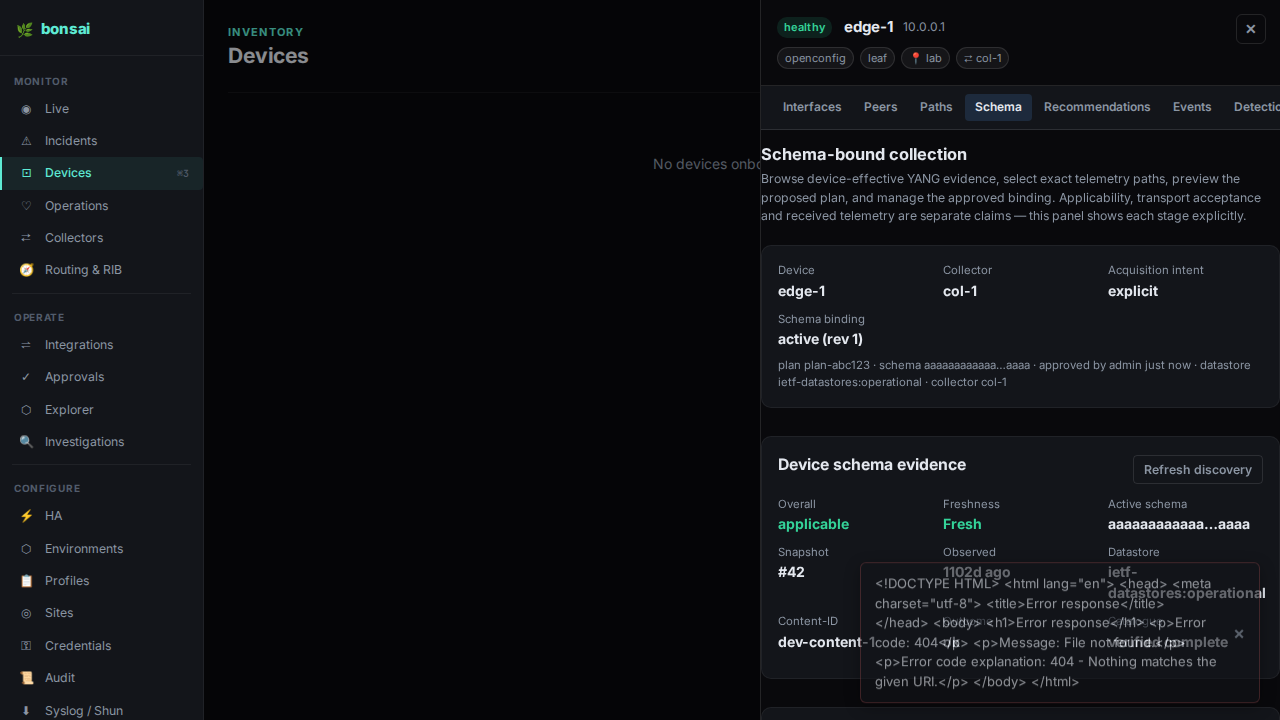 bonsai
MONITOR
Live
Incidents
Devices ⌘3
Operations
Collectors
Routing & RIB
OPERATE
Integrations
Approvals
Explorer
Investigations
CONFIGURE
HA
Environments
Profiles
Sites
Credentials
Audit
Syslog / Shun
INVENTORY
Devices
No devices onbo
healthy edge-1 10.0.0.1 ✕
openconfig leaf 📍 lab ⇄ col-1
Interfaces Peers Paths Schema Recommendations Events Detectio
Schema-bound collection
Browse device-effective YANG evidence, select exact telemetry paths, preview the
proposed plan, and manage the approved binding. Applicability, transport acceptance
and received telemetry are separate claims — this panel shows each stage explicitly.
Device Collector Acquisition intent
edge-1 col-1 explicit
Schema binding
active (rev 1)
plan plan-abc123 · schema aaaaaaaaaaaa…aaaa · approved by admin just now · datastore
ietf-datastores:operational · collector col-1
Device schema evidence Refresh discovery
Overall Freshness Active schema
applicable Fresh aaaaaaaaaaaa…aaaa
Snapshot Observed Datastore
#42 1102d ago ietf-
datastores:operational
Content-ID
dev-content-1 verified complete
<!DOCTYPE HTML> <html lang="en"> <head> <meta
charset="utf-8"> <title>Error response</title>
</head> <body> <h1>Error response</h1> <p>Error
code: 404</p> <p>Message: File not found.</p>
<p>Error code explanation: 404 - Nothing matches the
given URI.</p> </body> </html>
✕